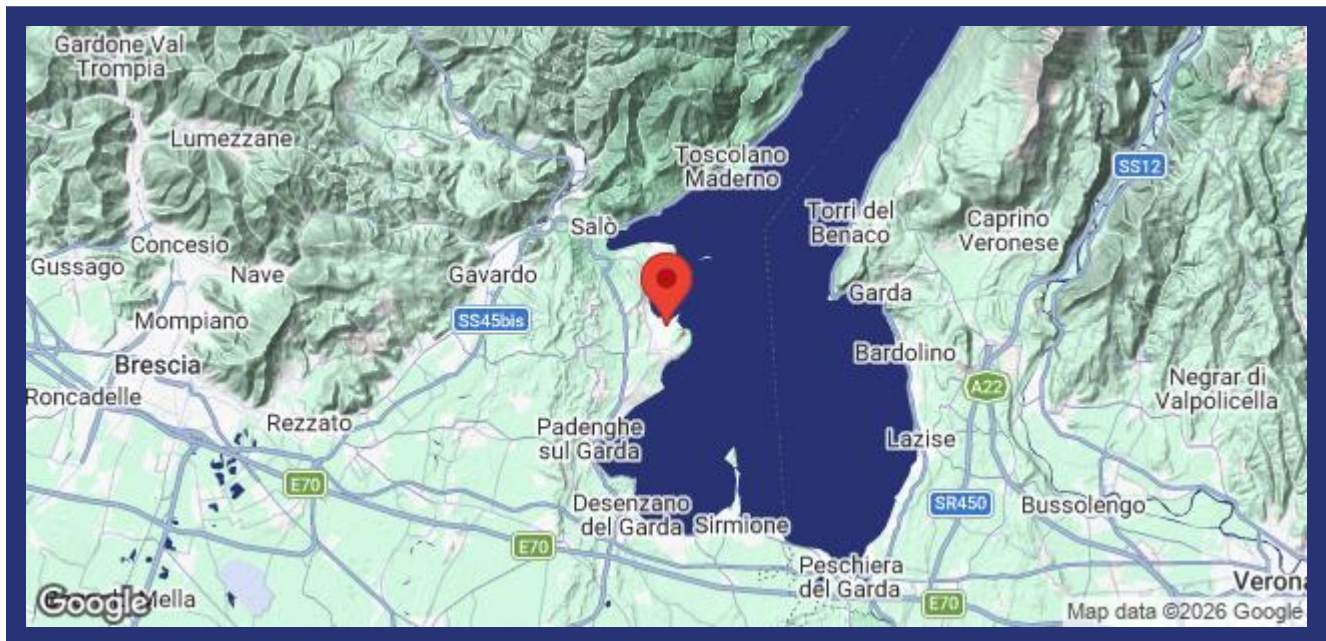 Gardone Val
Trompia
Lumezzane
Toscolano
Maderno
SS12
Torri del
Benaco
Caprino
Veronese
Salò
Concesio
Gussago
Nave
Gavardo
Garda
Mompiano
SS45bis
Bardolino
Brescia
A22
Negrar di
Valpolicella
Roncadelle
Rezzato
Padenghe
sul Garda
Lazise
E70
Desenzano
del Garda
Sirmione
SR450
Bussolengo
E70
Peschiera
del Garda
Verona
Google
Mella
E70
Map data ©2026 Google